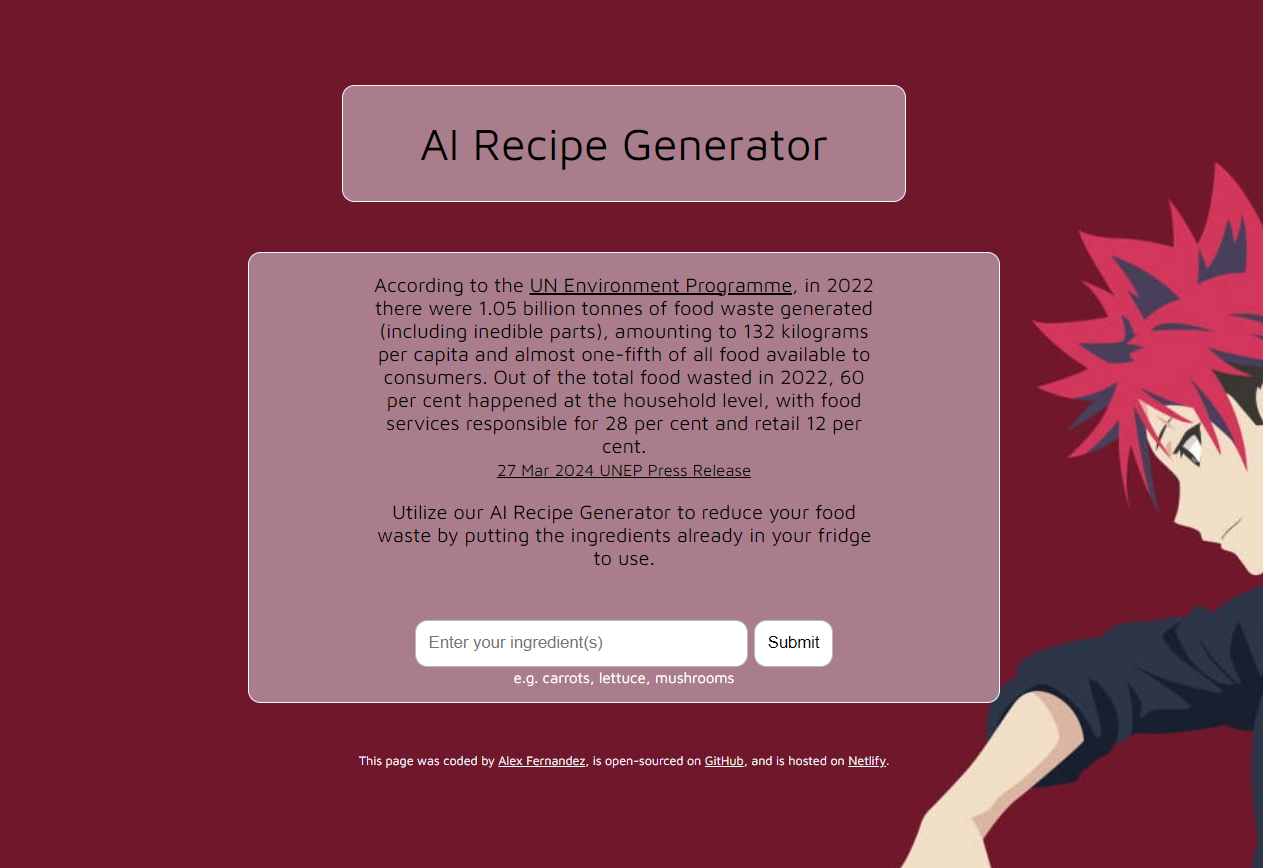 AI Recipe Generator
According to the UN Environment Programme, in 2022
there were 1.05 billion tonnes of food waste generated
(including inedible parts), amounting to 132 kilograms
per capita and almost one-fifth of all food available to
consumers. Out of the total food wasted in 2022, 60
per cent happened at the household level, with food
services responsible for 28 per cent and retail 12 per
cent.
27 Mar 2024 UNEP Press Release
Utilize our AI Recipe Generator to reduce your food
waste by putting the ingredients already in your fridge
to use.
Enter your ingredient(s) Submit
e.g. carrots, lettuce, mushrooms
This page was coded by Alex Fernandez, is open-sourced on GitHub, and is hosted on Netlify.